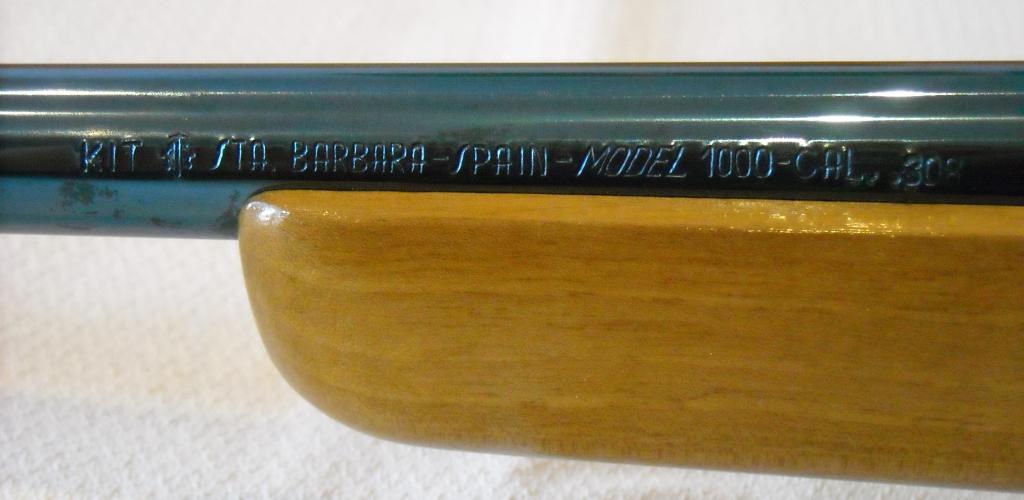 KIT STA. BARBARA-SPAIN-MODEL 1000-CAL. .308